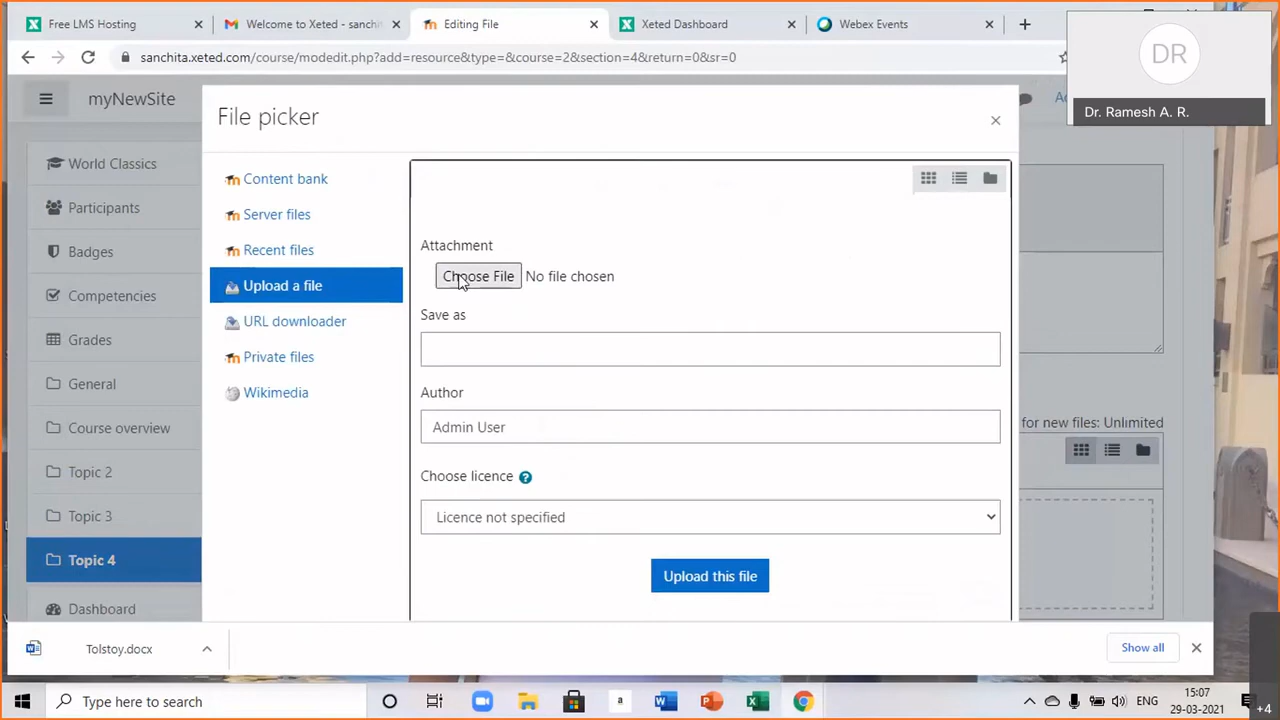 Free LMS Hosting
Welcome to Xeted - sanchit
Editing File
Xeted Dashboard
Webex Events
sanchita.xeted.com/course/modedit.php?add=resource&type=&course=2&section=4&return=0&sr=0
DR
Dr. Ramesh A. R.
myNewSite
Ac
File picker
World Classics
Participants
Badges
Competencies
Grades
General
Course overview
Topic 2
Topic 3
Topic 4
Dashboard
Content bank
Server files
Recent files
Upload a file
URL downloader
Private files
Wikimedia
Attachment
Choose File No file chosen
Save as
Author
Admin User
Choose licence
Licence not specified
Upload this file
for new files: Unlimited
Tolstoy.docx
Show all
Type here to search
ENG
15:07
29-03-2021
+4